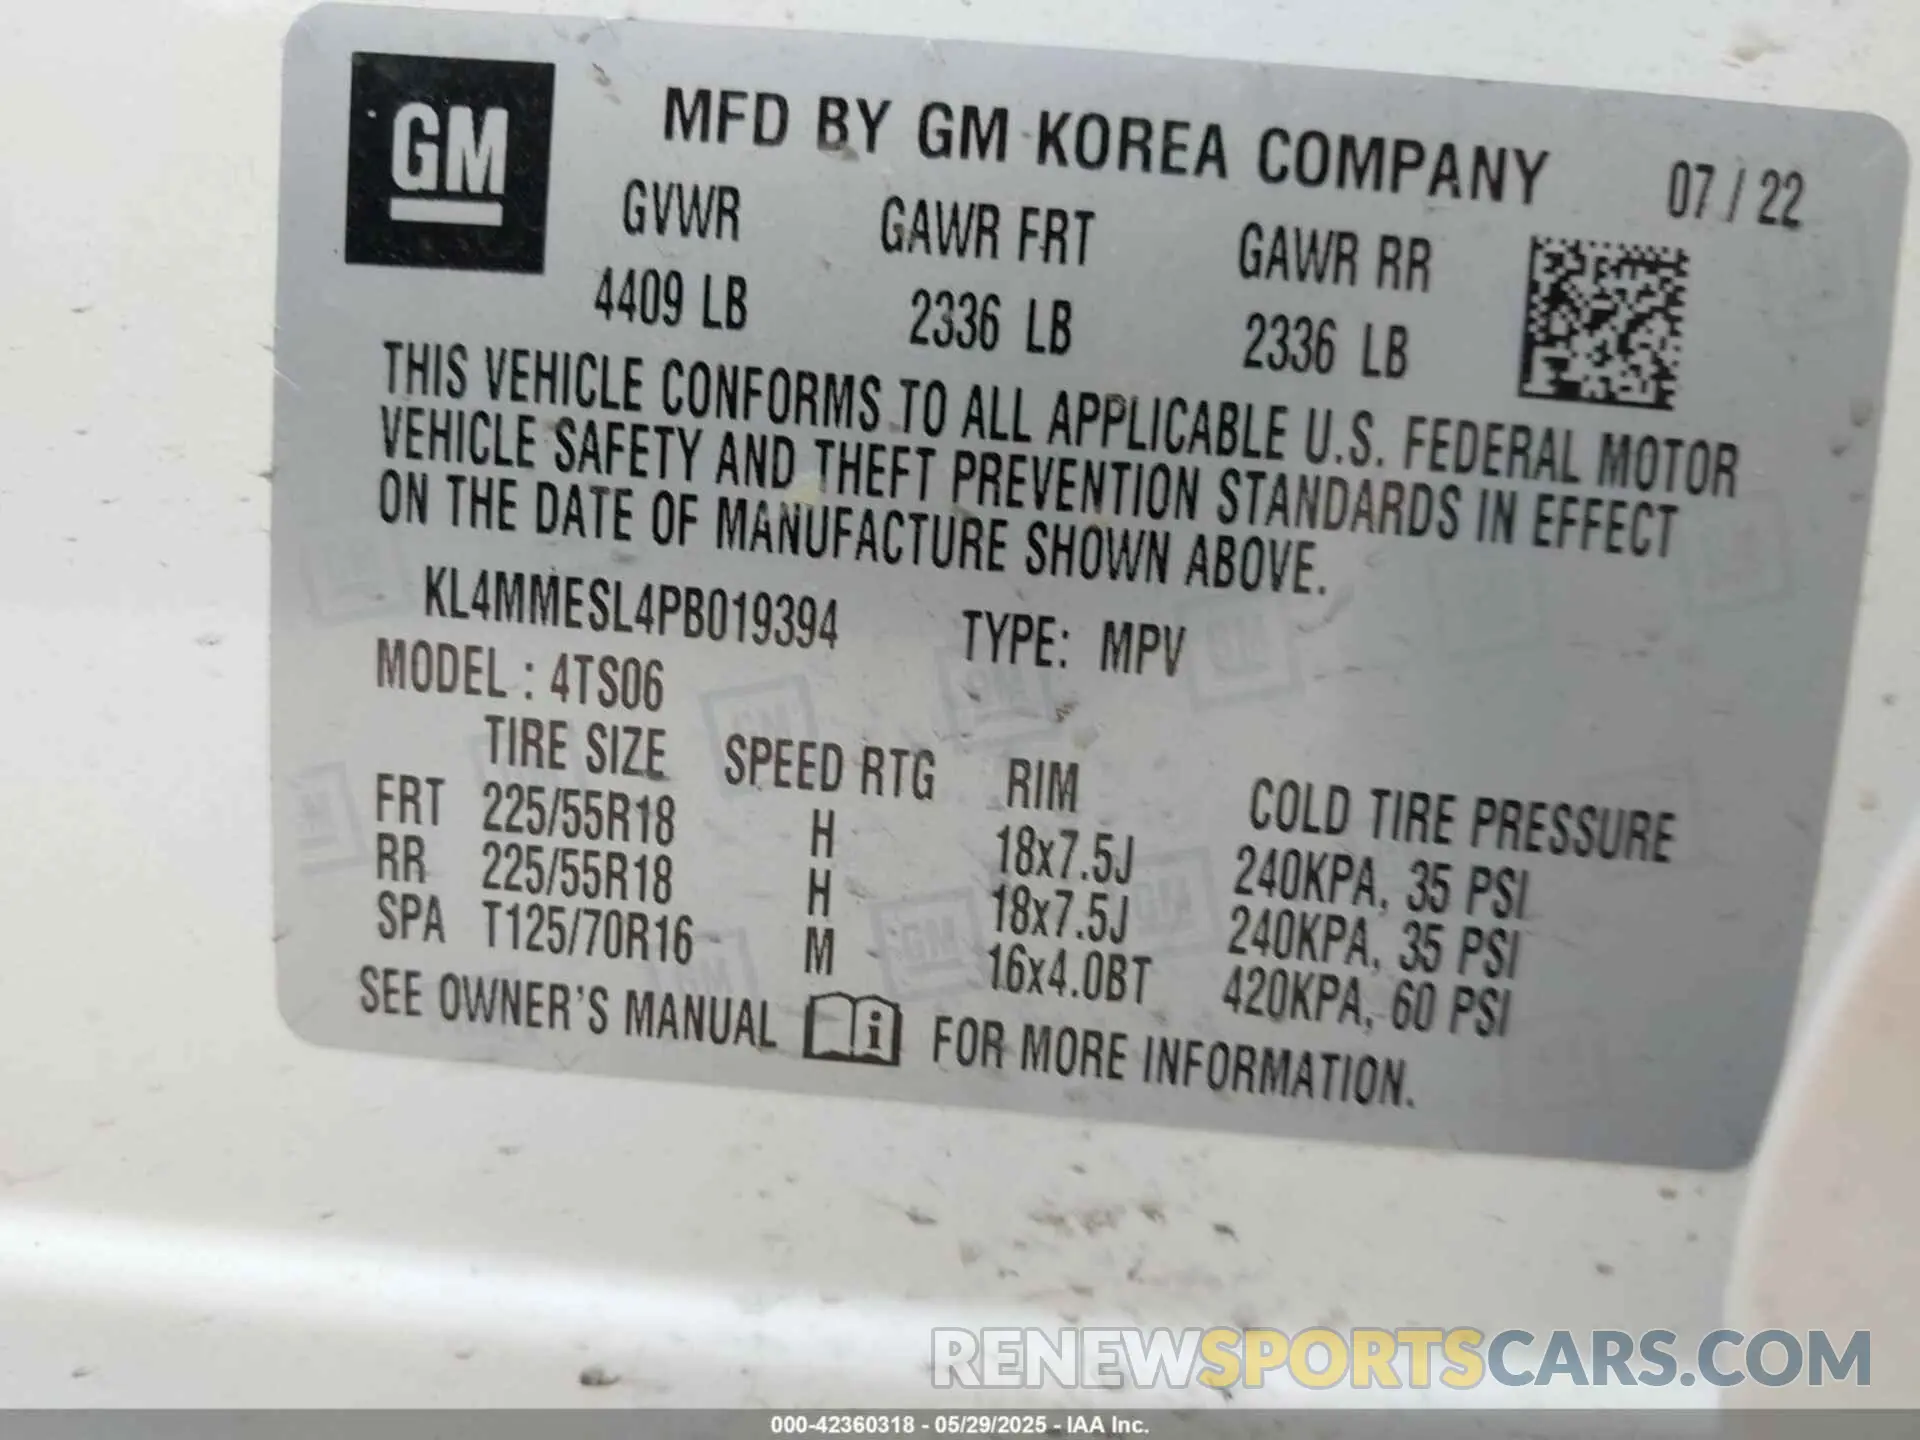 GM
MFD BY GM KOREA COMPANY 07 / 22
GVWR GAWR FRT GAWR RR
4409 LB 2336 LB 2336 LB
THIS VEHICLE CONFORMS TO ALL APPLICABLE U.S. FEDERAL MOTOR
VEHICLE SAFETY AND THEFT PREVENTION STANDARDS IN EFFECT
ON THE DATE OF MANUFACTURE SHOWN ABOVE.
KL4MMESL4PB019394 TYPE: MPV
MODEL : 4TS06
TIRE SIZE SPEED RTG RIM COLD TIRE PRESSURE
FRT 225/55R18 H 18x7.5J 240KPA, 35 PSI
RR 225/55R18 H 18x7.5J 240KPA, 35 PSI
SPA T125/70R16 M 16x4.0BT 420KPA, 60 PSI
SEE OWNER'S MANUAL i FOR MORE INFORMATION.
RENEWSPORTSCARS.COM
000-42360318 - 05/29/2025 - IAA Inc.